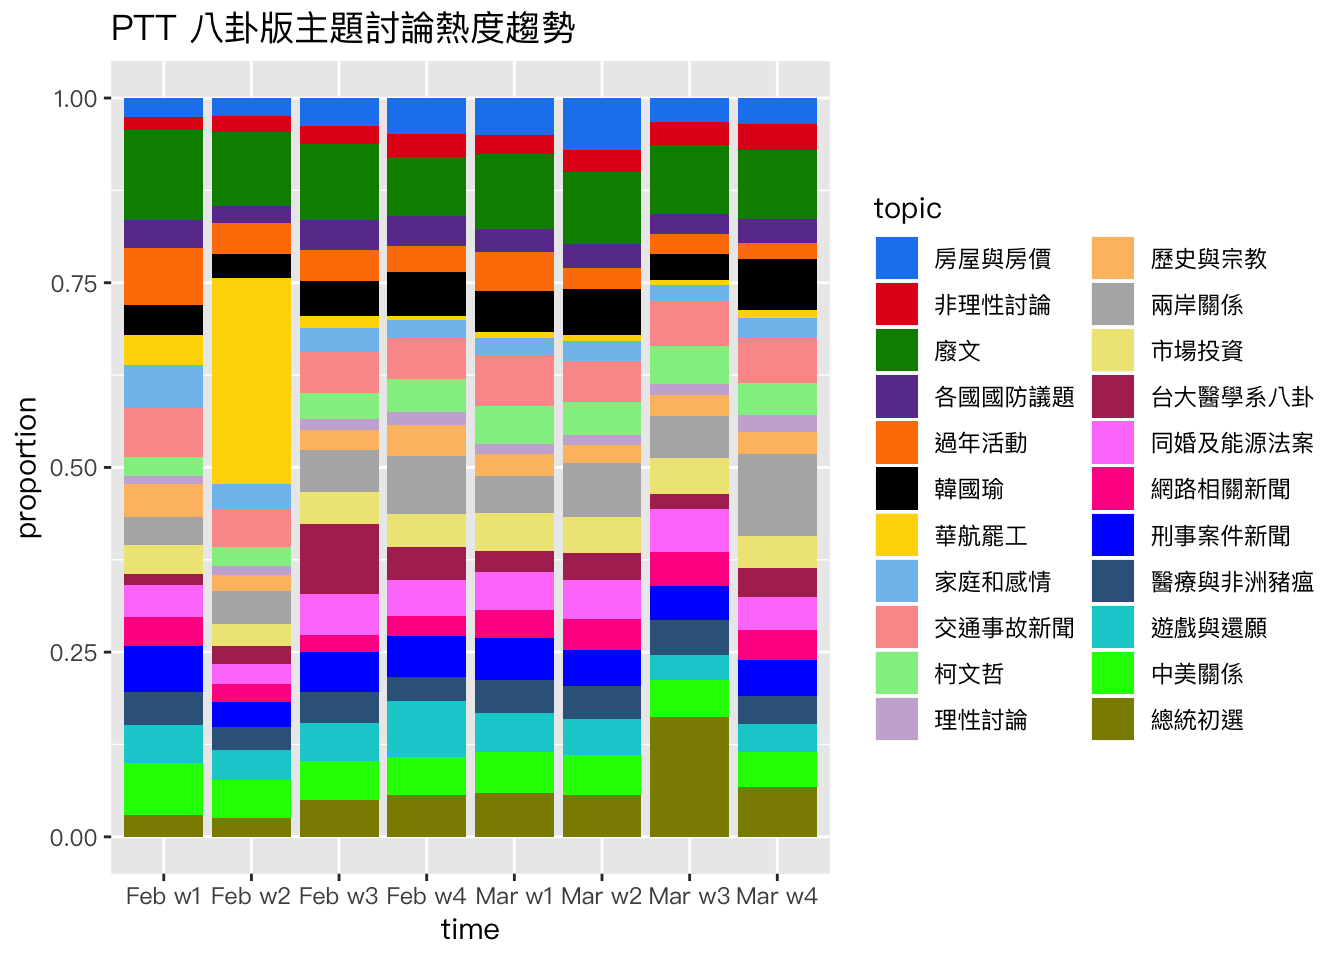 PTT 八卦版主題討論熱度趨勢
1.00
0.75
0.50
0.25
0.00
proportion
Feb w1 Feb w2 Feb w3 Feb w4 Mar w1 Mar w2 Mar w3 Mar w4
time
topic
房屋與房價
非理性討論
廢文
各國國防議題
過年活動
韓國瑜
華航罷工
家庭和感情
交通事故新聞
柯文哲
理性討論
歷史與宗教
兩岸關係
市場投資
台大醫學系八卦
同婚及能源法案
網路相關新聞
刑事案件新聞
醫療與非洲豬瘟
遊戲與還願
中美關係
總統初選